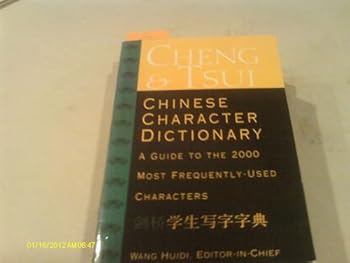 CHENG
& TSUI
CHINESE
CHARACTER
DICTIONARY
A GUIDE TO THE 2000
MOST FREQUENTLY-USED
CHARACTERS
剑桥学生写字字典
WANG HUIDI, EDITOR-IN-CHIEF
01/16/2012 AM 06:47